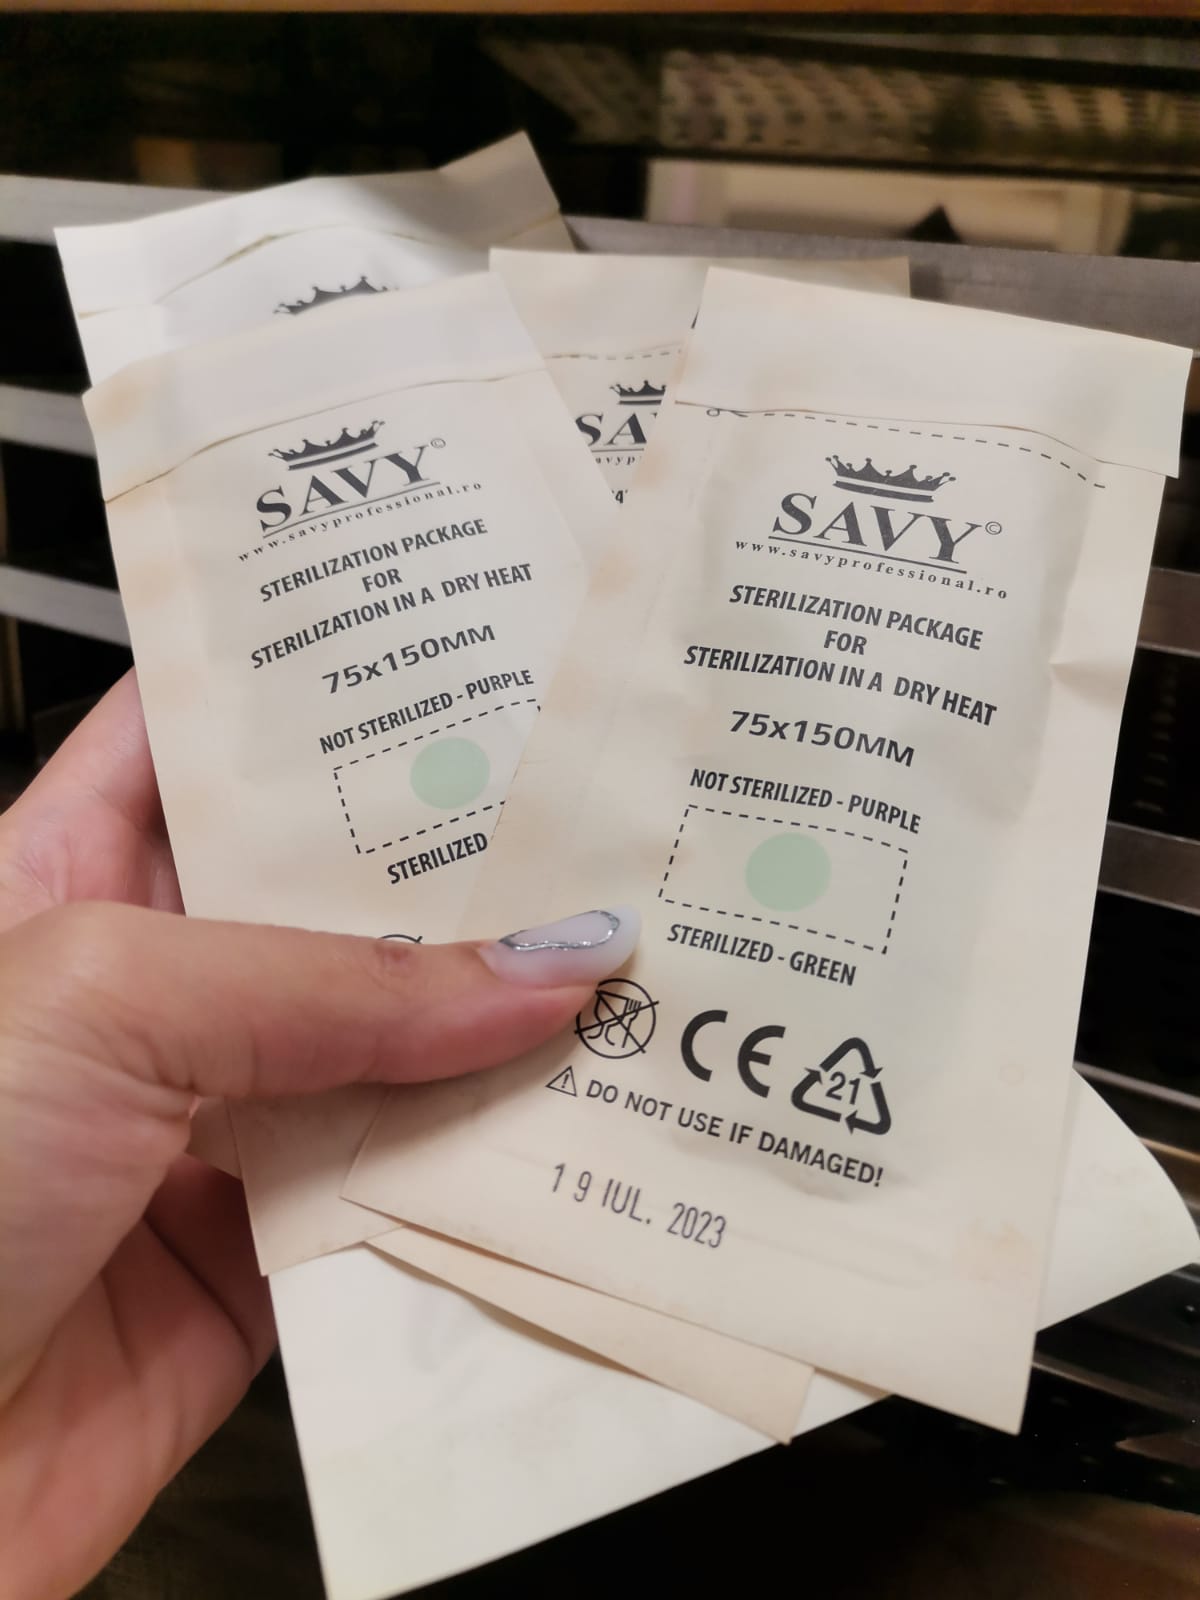 SAVY©
www.savyprofessional.ro
STERILIZATION PACKAGE
FOR
STERILIZATION IN A DRY HEAT
75x150MM
NOT STERILIZED - PURPLE
STERILIZED
SA
avyp
SAVY©
www.savyprofessional.ro
STERILIZATION PACKAGE
FOR
STERILIZATION IN A DRY HEAT
75x150MM
NOT STERILIZED - PURPLE
STERILIZED - GREEN
CE
21
DO NOT USE IF DAMAGED!
19 IUL. 2023